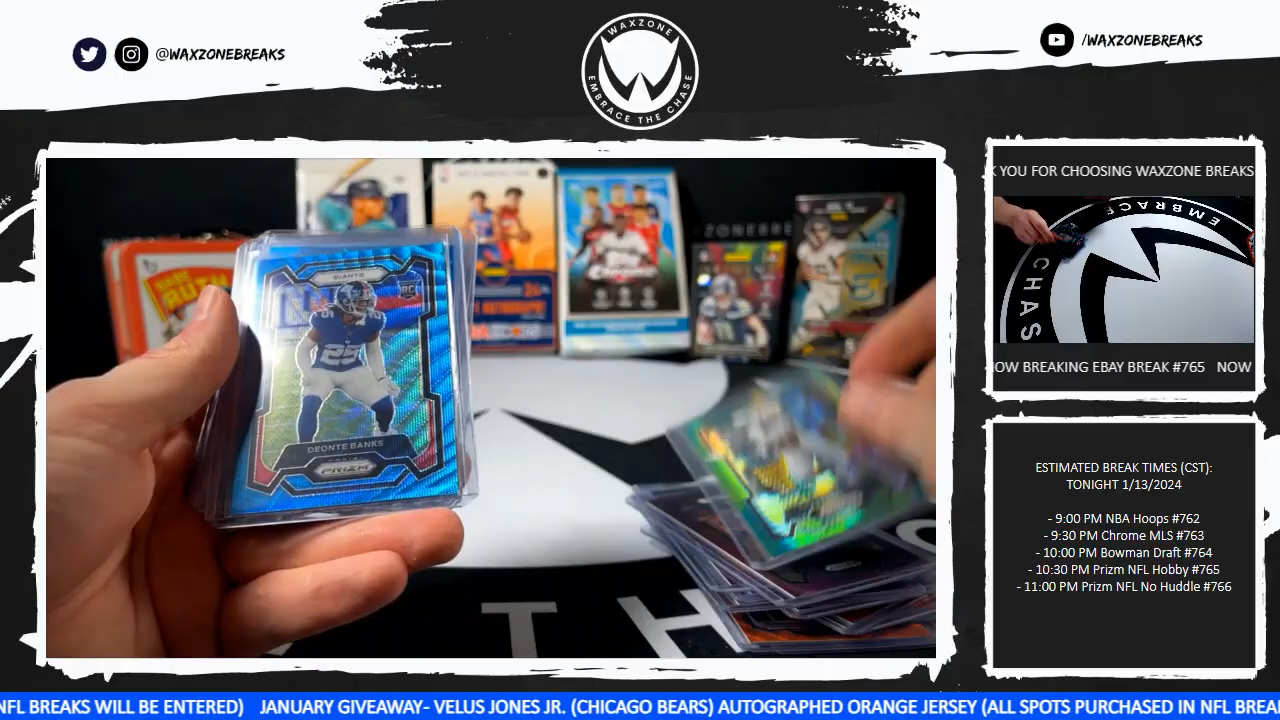 @WAXZONEBREAKS
WAXZONE
EMBRACE THE CHASE
/WAXZONEBREAKS
K YOU FOR CHOOSING WAXZONE BREAKS
EMBRACE
CHAS
OW BREAKING EBAY BREAK #765 NOW
ZONEBRE
GIANTS
RC
25
DEONTE BANKS
PRIZM
T H
ESTIMATED BREAK TIMES (CST):
TONIGHT 1/13/2024
- 9:00 PM NBA Hoops #762
- 9:30 PM Chrome MLS #763
- 10:00 PM Bowman Draft #764
- 10:30 PM Prizm NFL Hobby #765
- 11:00 PM Prizm NFL No Huddle #766
NFL BREAKS WILL BE ENTERED) JANUARY GIVEAWAY- VELUS JONES JR. (CHICAGO BEARS) AUTOGRAPHED ORANGE JERSEY (ALL SPOTS PURCHASED IN NFL BREA